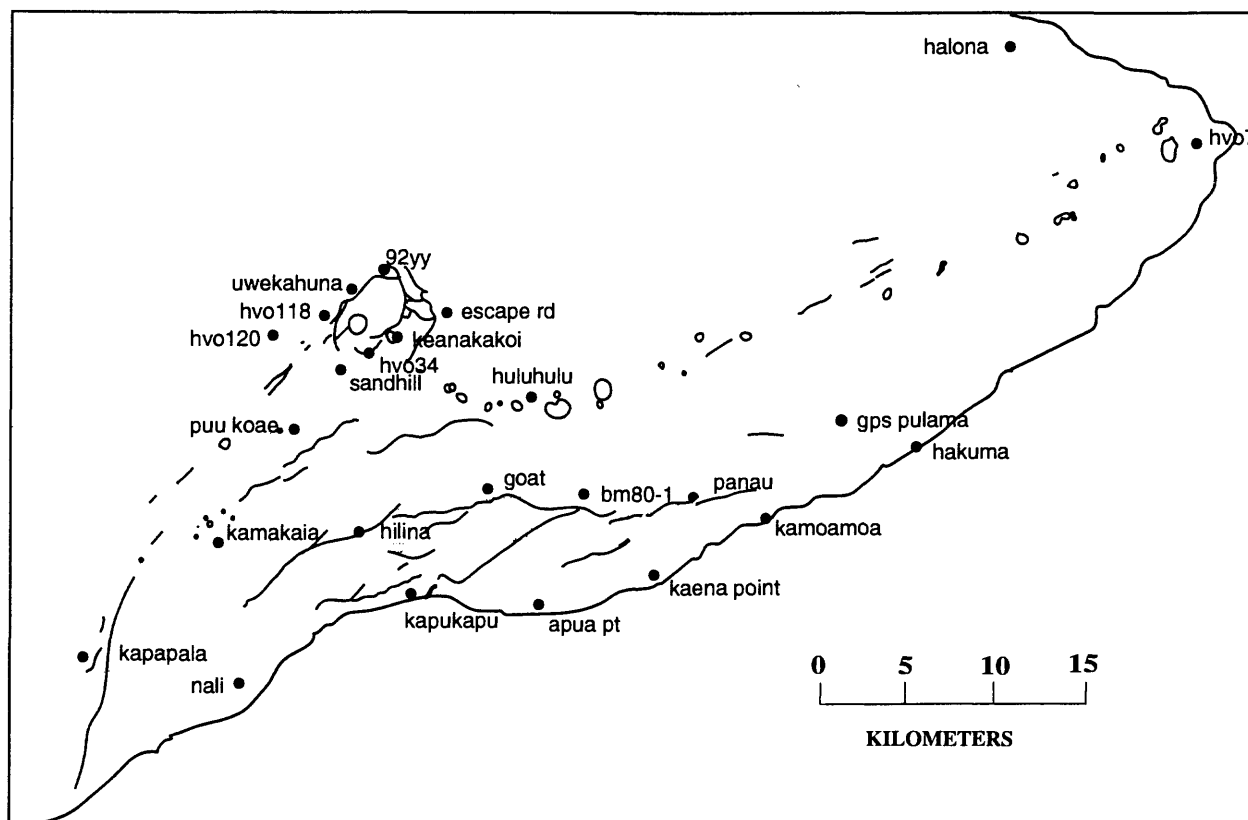 halona
hvo7
92yy
uwekahuna
hvo118
escape rd
hvo120
keanakakoi
hvo34
sandhill
huluhulu
puu koae
gps pulama
hakuma
goat
bm80-1
panau
kamakaia
hilina
kamoamoa
kaena point
kapukapu
apua pt
kapapala
nali
0 5 10 15
KILOMETERS